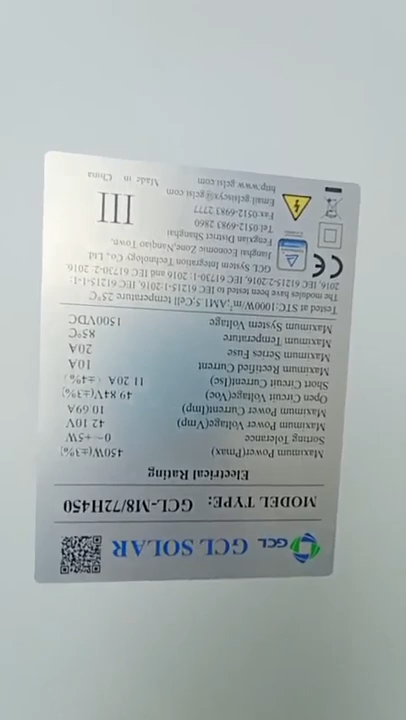 GCL GCL SOLAR
MODEL TYPE: GCL-M8/72H450
Electrical Rating
Maximum Power(Pmax) 450W(±3%)
Sorting Tolerance 0~+5W
Maximum Power Voltage(Vmp) 42.10V
Maximum Power Current(Imp) 10.69A
Open Circuit Voltage(Voc) 49.84V(±3%)
Short Circuit Current(Isc) 11.20A (±4%)
Maximum Rectified Current 10A
Maximum Series Fuse 20A
Maximum Temperature 85°C
Maximum System Voltage 1500VDC
Tested at STC:1000W/m²,AM1.5,Cell temperature 25°C
The modules have been tested to IEC 61215-1:2016, IEC 61215-1-1:
2016, IEC 61215-2:2016, IEC 61730-1: 2016 and IEC 61730-2: 2016
GCL System Integration Technology Co., Ltd
Jianghai Economic Zone, Town,
Fengxian District Shanghai
Tel:0512-6983 2860
Fax:0512-6983 2777
Email:gclsicyx@gclsi.com
http:www.gclsi.com Made in China
CE
III